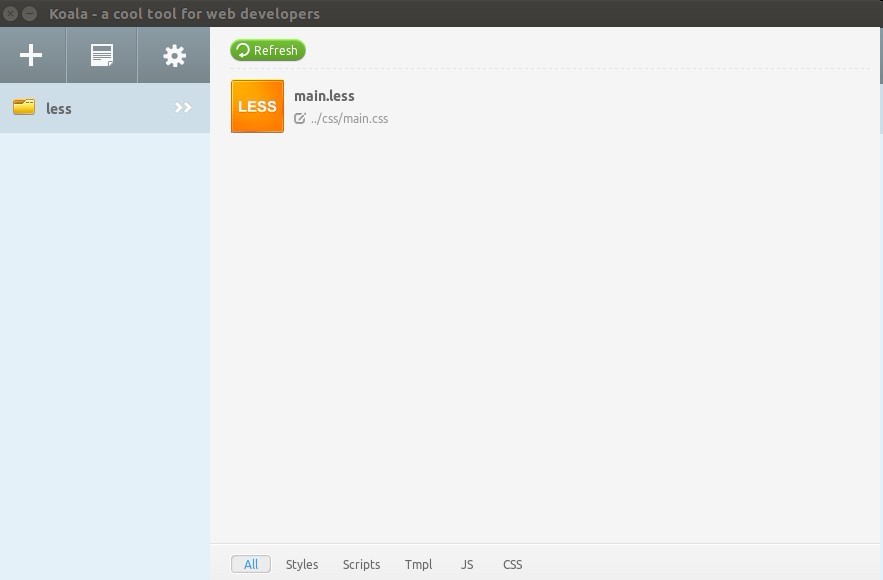 Koala - a cool tool for web developers
Refresh
less
LESS
main.less
../css/main.css
All Styles Scripts Tmpl JS CSS